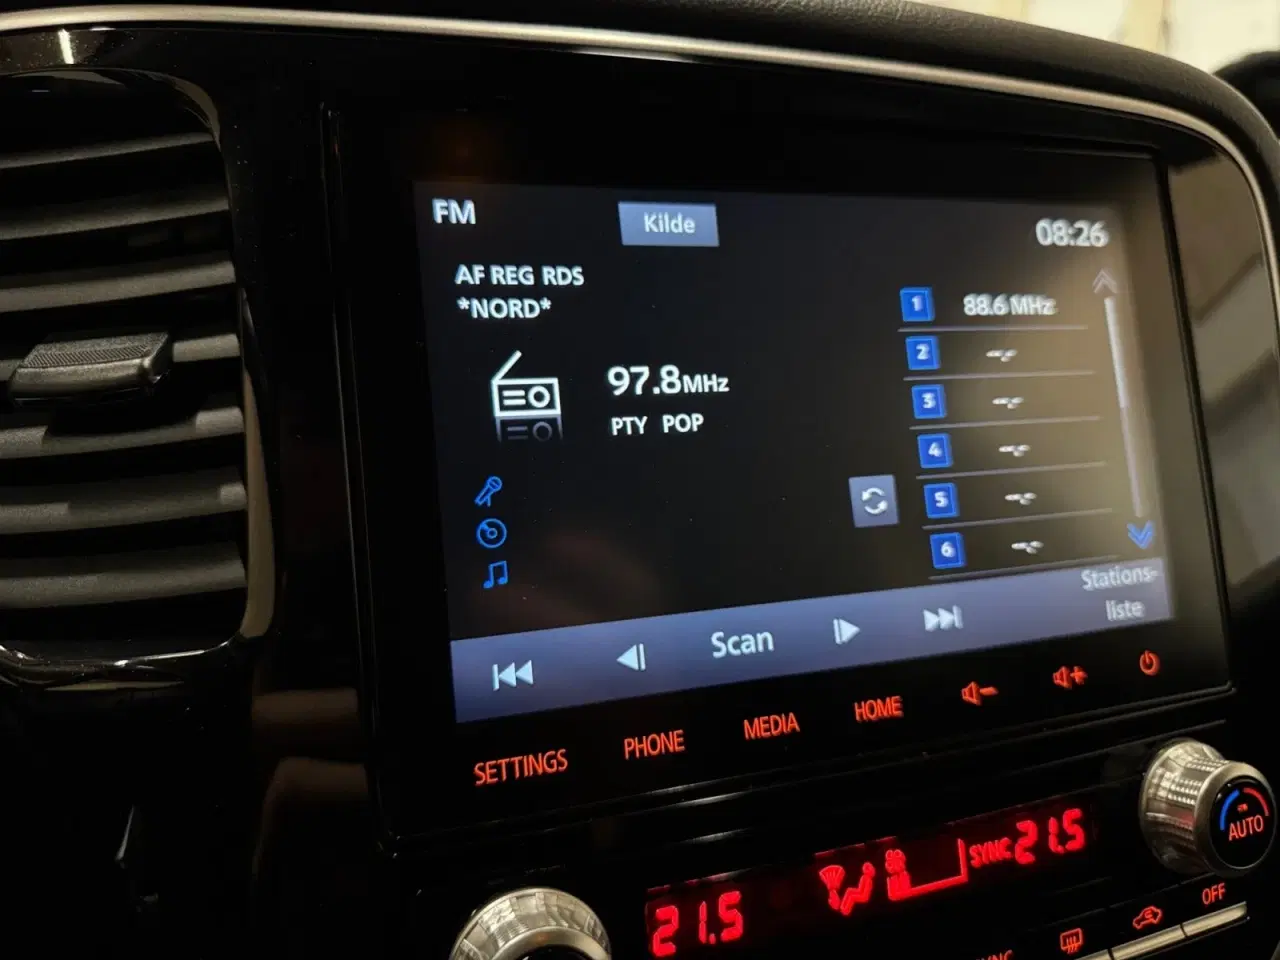 FM
Kilde
08:26
AF REG RDS
*NORD*
97.8MHz
PTY POP
1 88.6 MHz
2 ---
3 ---
4 ---
5 ---
6 ---
Scan
Stations-
liste
SETTINGS
PHONE
MEDIA
HOME
21.5
SYNC
21.5
AUTO
OFF